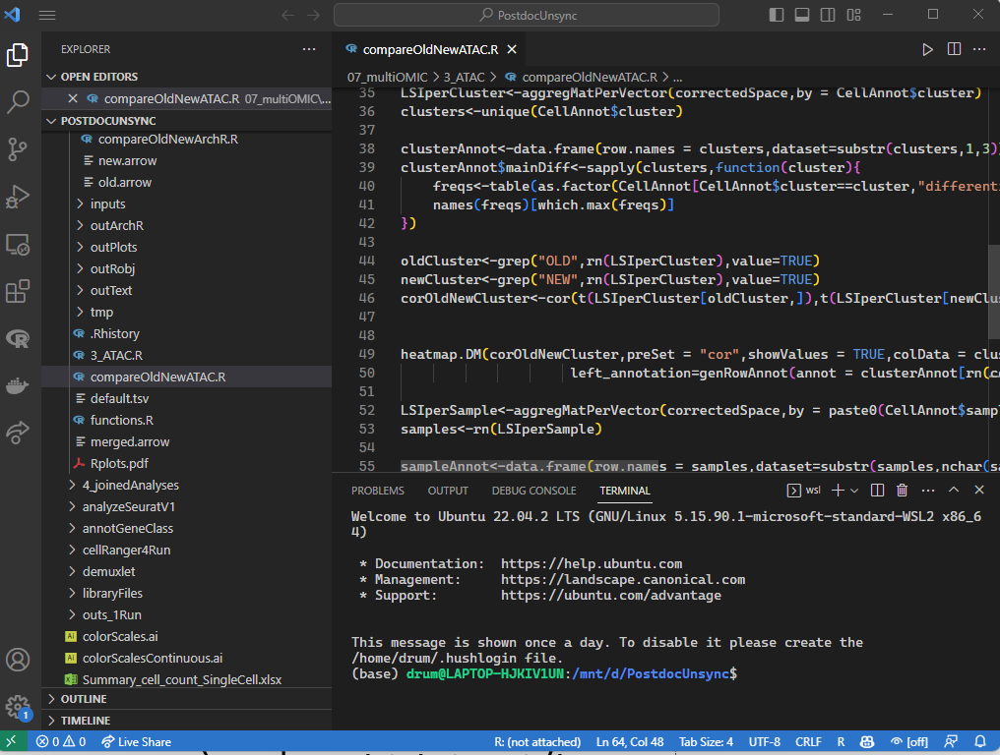 PostdocUnsync
EXPLORER
OPEN EDITORS
compareOldNewATAC.R 07_multiOMIC\...
POSTDOCUNSYNC
compareOldNewArchR.R
new.arrow
old.arrow
inputs
outArchR
outPlots
outRobj
outText
tmp
.Rhistory
3_ATAC.R
compareOldNewATAC.R
default.tsv
functions.R
merged.arrow
Rplots.pdf
4_joinedAnalyses
analyzeSeuratV1
annotGeneClass
cellRanger4Run
demuxlet
libraryFiles
outs_1Run
colorScales.ai
colorScalesContinuous.ai
Summary_cell_count_SingleCell.xlsx
OUTLINE
TIMELINE
compareOldNewATAC.R
07_multiOMIC > 3_ATAC > compareOldNewATAC.R > ...
35 LSIperCluster<-aggregMatPerVector(correctedSpace,by = CellAnnot$cluster)
36 clusters<-unique(CellAnnot$cluster)
37
38 clusterAnnot<-data.frame(row.names = clusters,dataset=substr(clusters,1,3))
39 clusterAnnot$mainDiff<-sapply(clusters,function(cluster){
40 freqs<-table(as.factor(CellAnnot[CellAnnot$cluster==cluster,"different
41 names(freqs)[which.max(freqs)]
42 })
43
44 oldCluster<-grep("OLD",rn(LSIperCluster),value=TRUE)
45 newCluster<-grep("NEW",rn(LSIperCluster),value=TRUE)
46 corOldNewCluster<-cor(t(LSIperCluster[oldCluster,]),t(LSIperCluster[newClu
47
48
49 heatmap.DM(corOldNewCluster,preSet = "cor",showValues = TRUE,colData = clu
50 left_annotation=genRowAnnot(annot = clusterAnnot[rn(c
51
52 LSIperSample<-aggregMatPerVector(correctedSpace,by = paste0(CellAnnot$samp
53 samples<-rn(LSIperSample)
54
55 sampleAnnot<-data.frame(row.names = samples,dataset=substr(samples,nchar(sa
PROBLEMS OUTPUT DEBUG CONSOLE TERMINAL wsl
Welcome to Ubuntu 22.04.2 LTS (GNU/Linux 5.15.90.1-microsoft-standard-WSL2 x86_6
4)
* Documentation: https://help.ubuntu.com
* Management: https://landscape.canonical.com
* Support: https://ubuntu.com/advantage
This message is shown once a day. To disable it please create the
/home/drum/.hushlogin file.
(base) drum@LAPTOP-HJKIV1UN:/mnt/d/PostdocUnsync$
1
0 0 Live Share R: (not attached) Ln 64, Col 48 Tab Size: 4 UTF-8 CRLF R [off]